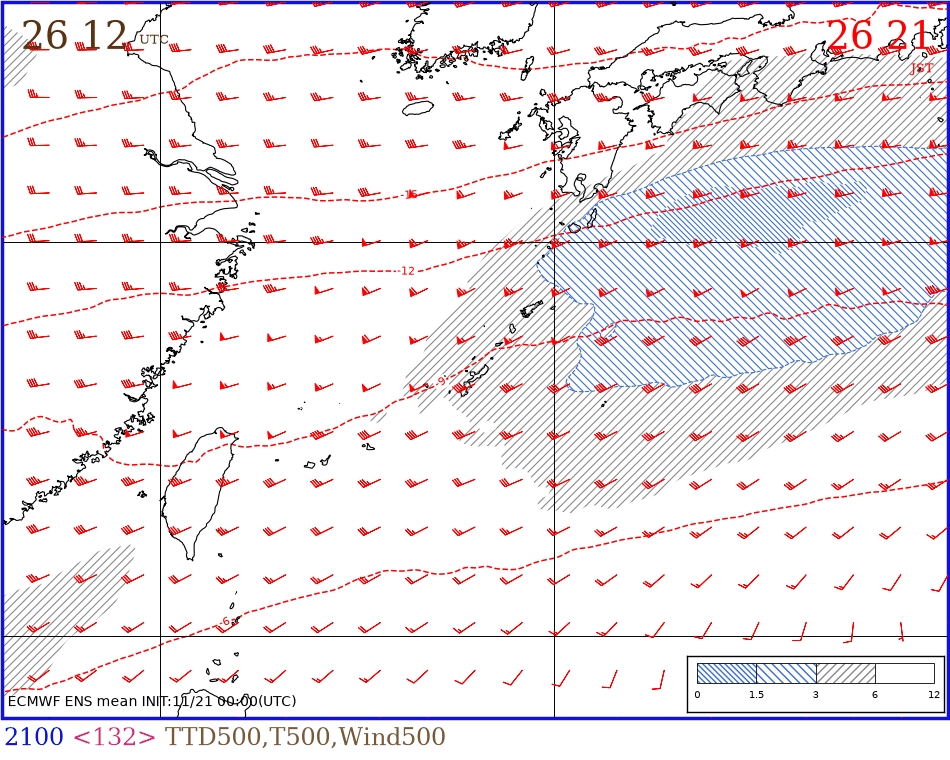 26 12 UTC
26 21
JST
-15
-12
-9
-6
0 1.5 3 6 12
ECMWF ENS mean INIT:11/21 00:00(UTC)
2100 <132> TTD500,T500,Wind500